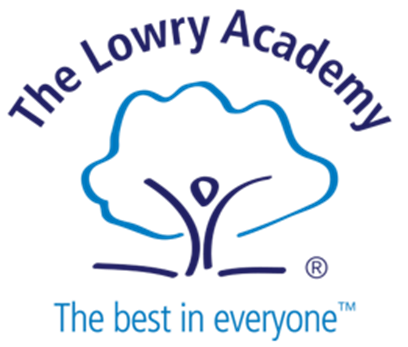 The Lowry Academy
®
The best in everyone™